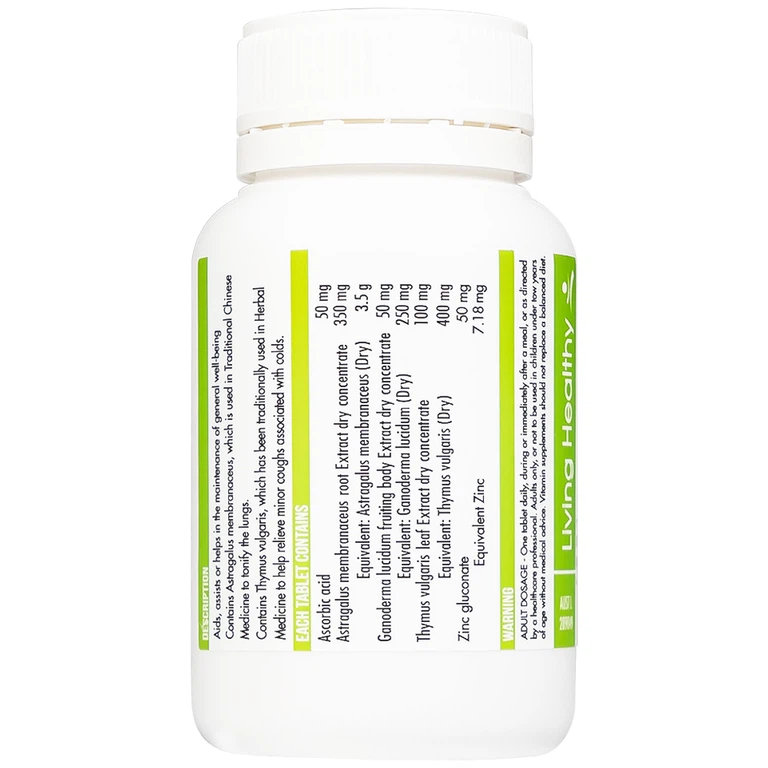 DESCRIPTION
Aids, assists or helps in the maintenance of general well-being
Contains Astragalus membranaceus, which is used in Traditional Chinese
Medicine to tonify the lungs.
Contains Thymus vulgaris, which has been traditionally used in Herbal
Medicine to help relieve minor coughs associated with colds.
EACH TABLET CONTAINS
Ascorbic acid 50 mg
Astragalus membranaceus root Extract dry concentrate 350 mg
Equivalent: Astragalus membranaceus (Dry) 3.5 g
Ganoderma lucidum fruiting body Extract dry concentrate 50 mg
Equivalent: Ganoderma lucidum (Dry) 250 mg
Thymus vulgaris leaf Extract dry concentrate 100 mg
Equivalent: Thymus vulgaris (Dry) 400 mg
Zinc gluconate 50 mg
Equivalent Zinc 7.18 mg
WARNING
ADULT DOSAGE - One tablet daily, during or immediately after a meal, or as directed
by a healthcare professional. Adults only, or not to be used in children under tow years
of age without medical advice. Vitamin supplements should not replace a balanced diet.
Living Healthy
AUST L